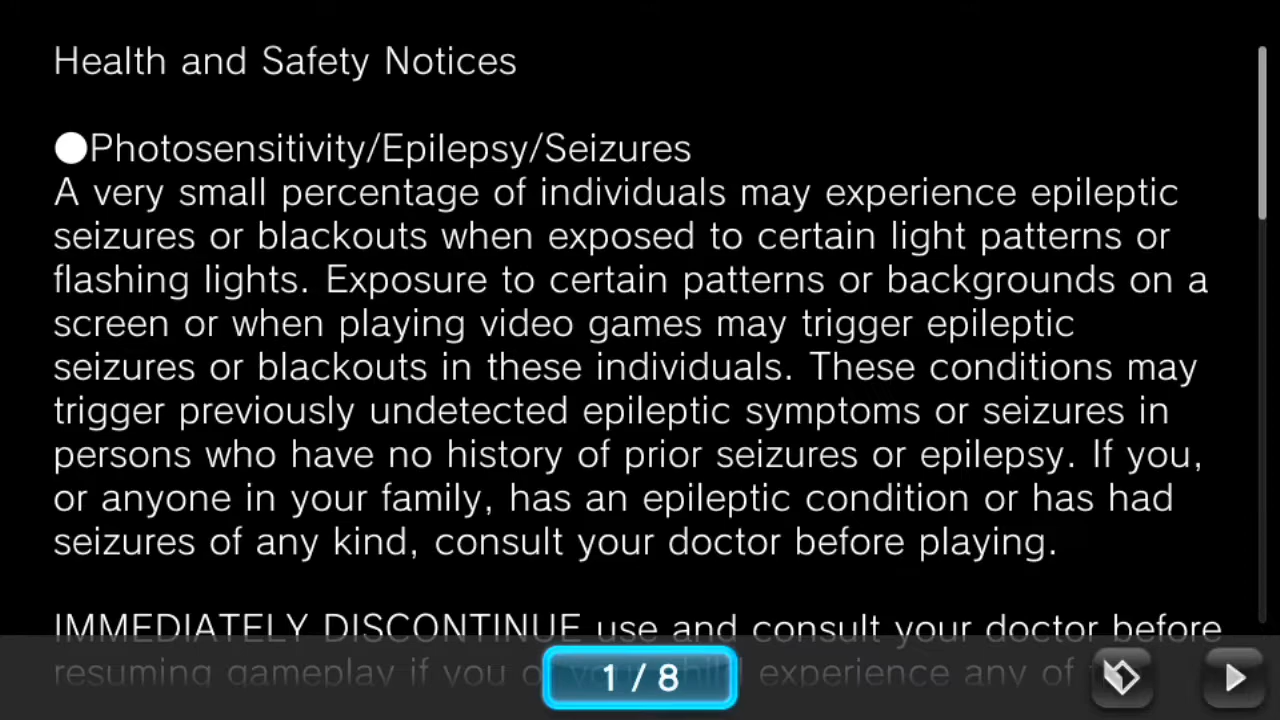 Health and Safety Notices
●Photosensitivity/Epilepsy/Seizures
A very small percentage of individuals may experience epileptic
seizures or blackouts when exposed to certain light patterns or
flashing lights. Exposure to certain patterns or backgrounds on a
screen or when playing video games may trigger epileptic
seizures or blackouts in these individuals. These conditions may
trigger previously undetected epileptic symptoms or seizures in
persons who have no history of prior seizures or epilepsy. If you,
or anyone in your family, has an epileptic condition or has had
seizures of any kind, consult your doctor before playing.
IMMEDIATELY DISCONTINUE use and consult your doctor before
resuming gameplay if you experience any of
1 / 8